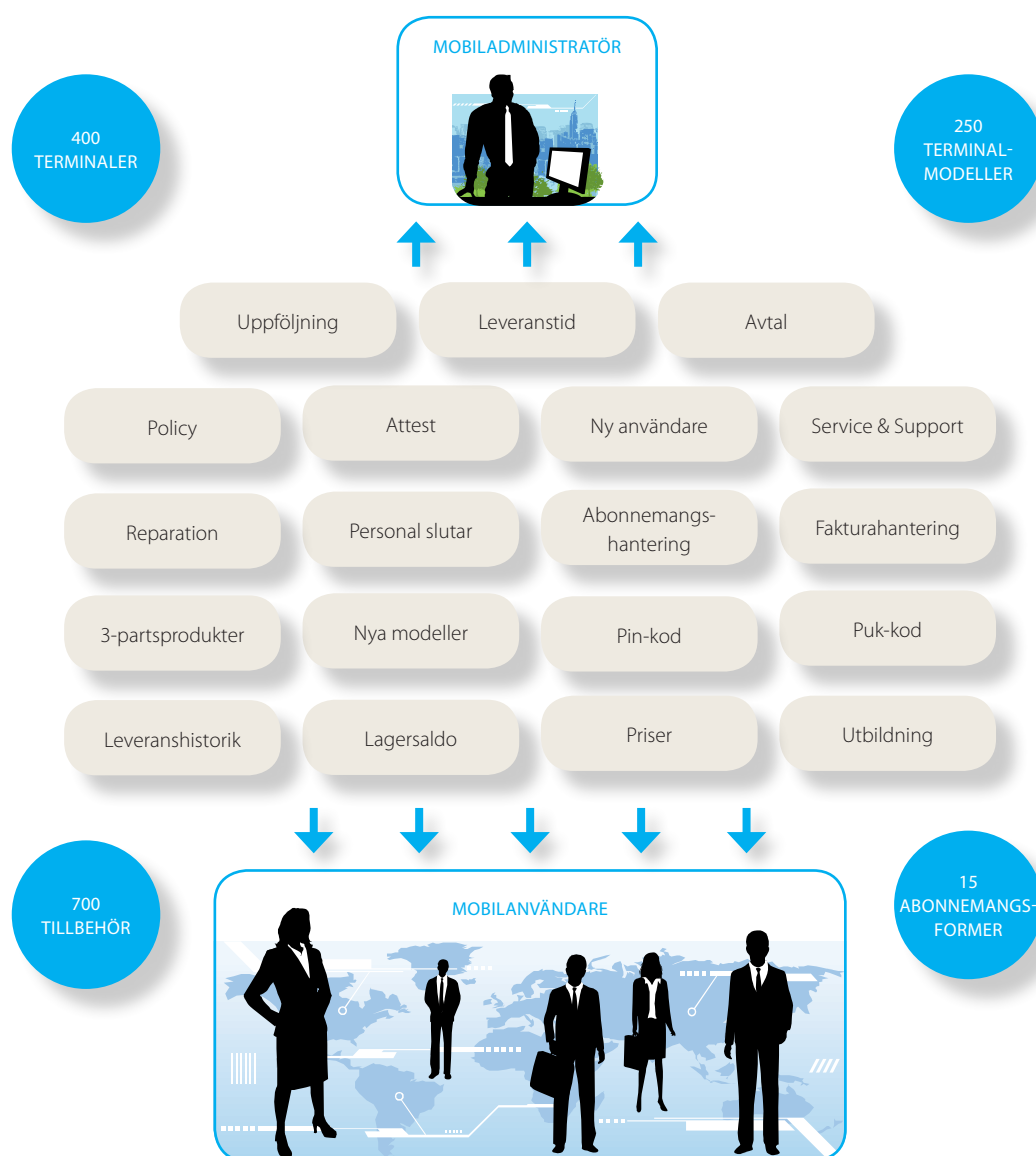 MOBILADMINISTRATÖR
400
TERMINALER
250
TERMINAL-
MODELLER
Uppföljning
Leveranstid
Avtal
Policy
Attest
Ny användare
Service & Support
Reparation
Personal slutar
Abonnemangs-
hantering
Fakturahantering
3-partsprodukter
Nya modeller
Pin-kod
Puk-kod
Leveranshistorik
Lagersaldo
Priser
Utbildning
700
TILLBEHÖR
15
ABONNEMANGS-
FORMER
MOBILANVÄNDARE